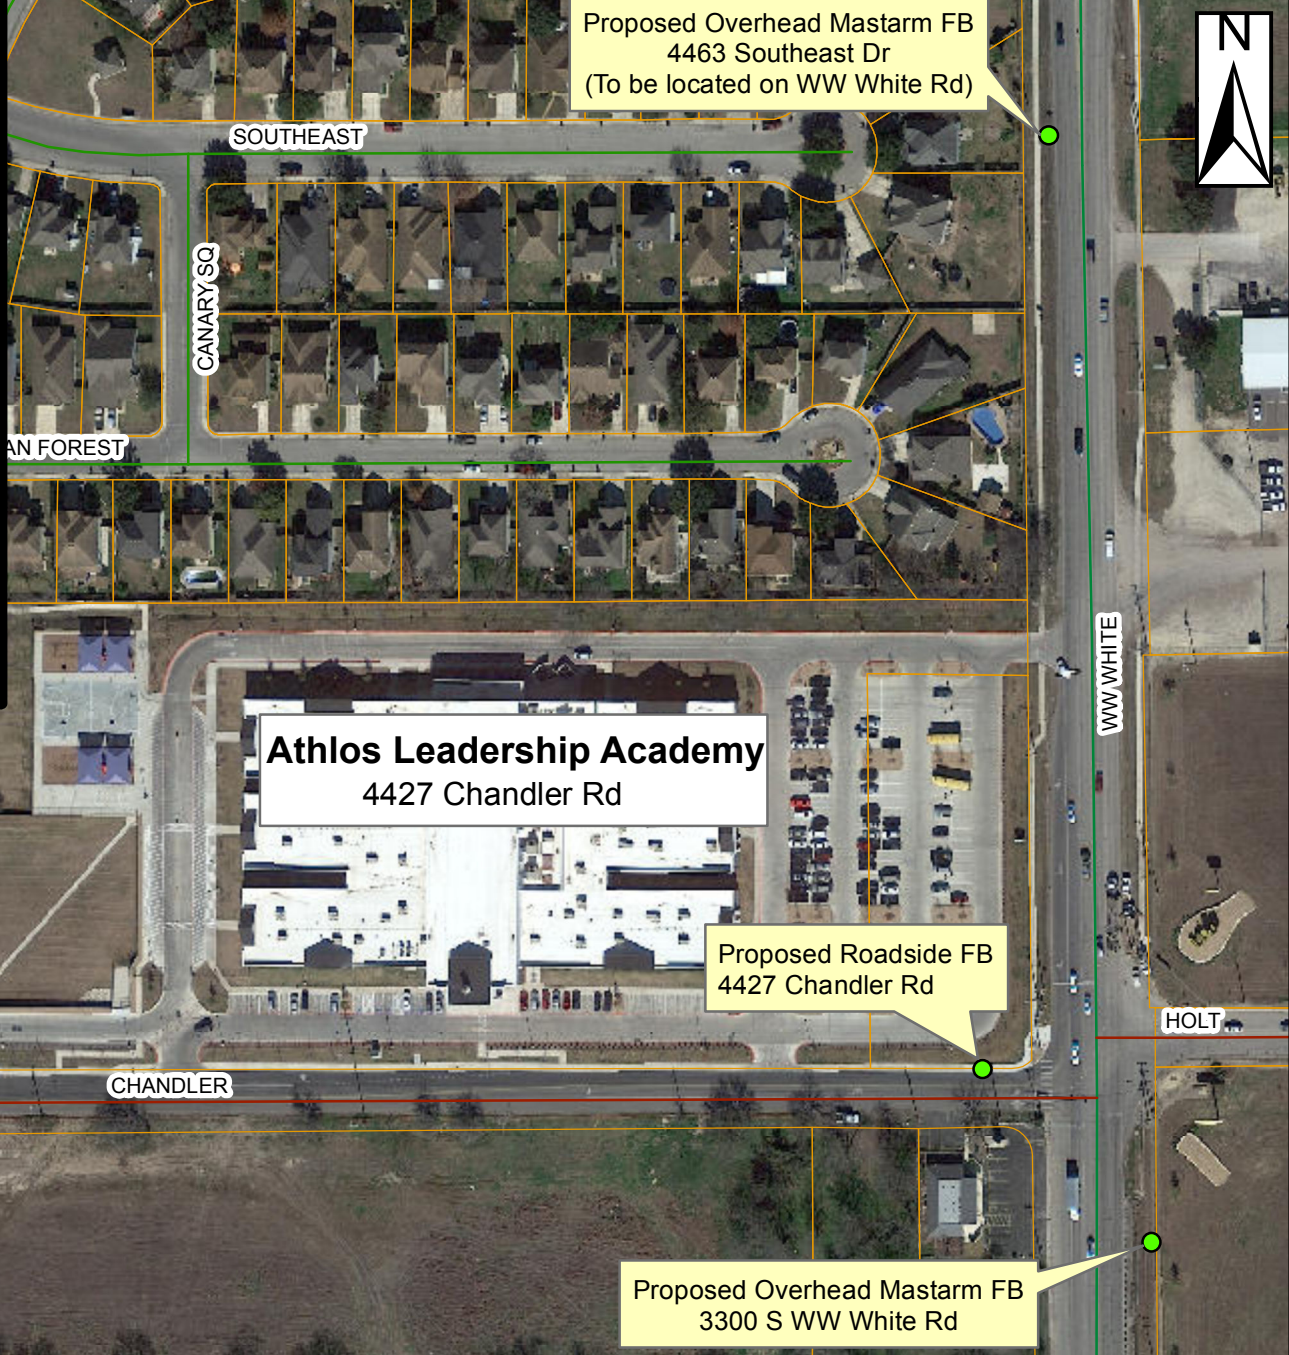 Proposed Overhead Mastarm FB
4463 Southeast Dr
(To be located on WW White Rd)
N
SOUTHEAST
CANARY SQ
AN FOREST
WW WHITE
Athlos Leadership Academy
4427 Chandler Rd
Proposed Roadside FB
4427 Chandler Rd
HOLT
CHANDLER
Proposed Overhead Mastarm FB
3300 S WW White Rd